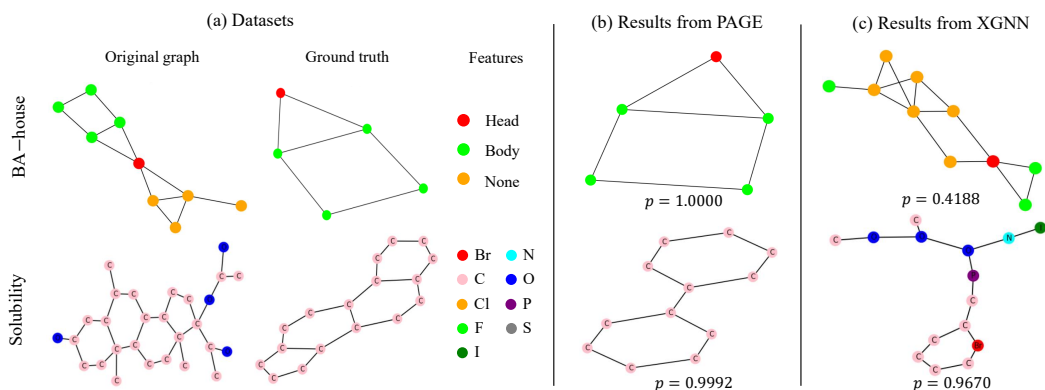 (a) Datasets
(b) Results from PAGE
(c) Results from XGNN
Original graph
Ground truth
Features
BA−house
Head
Body
None
p = 1.0000
p = 0.4188
Solubility
Br
N
C
O
Cl
P
F
S
I
p = 0.9992
p = 0.9670